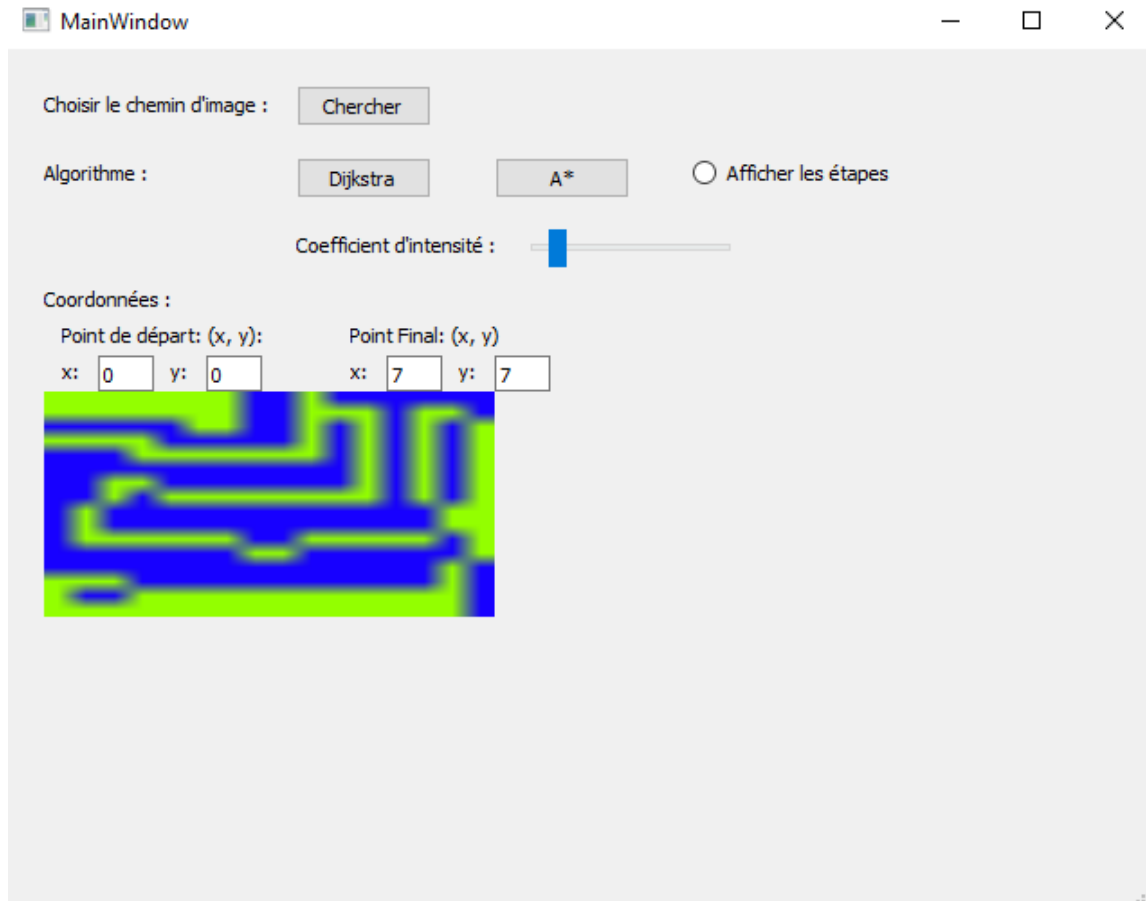 MainWindow
Choisir le chemin d'image : Chercher
Algorithme : Dijkstra A* Afficher les étapes
Coefficient d'intensité :
Coordonnées :
Point de départ: (x, y): Point Final: (x, y)
x: 0 y: 0 x: 7 y: 7